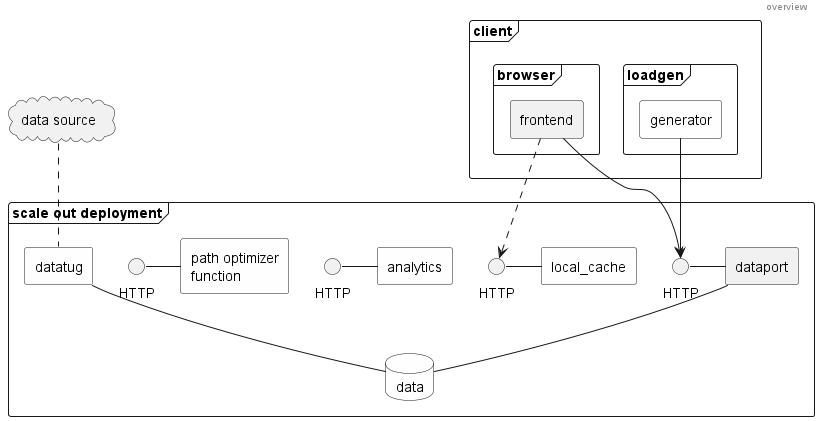 overview
client
browser
loadgen
frontend
generator
data source
scale out deployment
datatug
path optimizer
function
analytics
local_cache
dataport
HTTP
HTTP
HTTP
HTTP
data